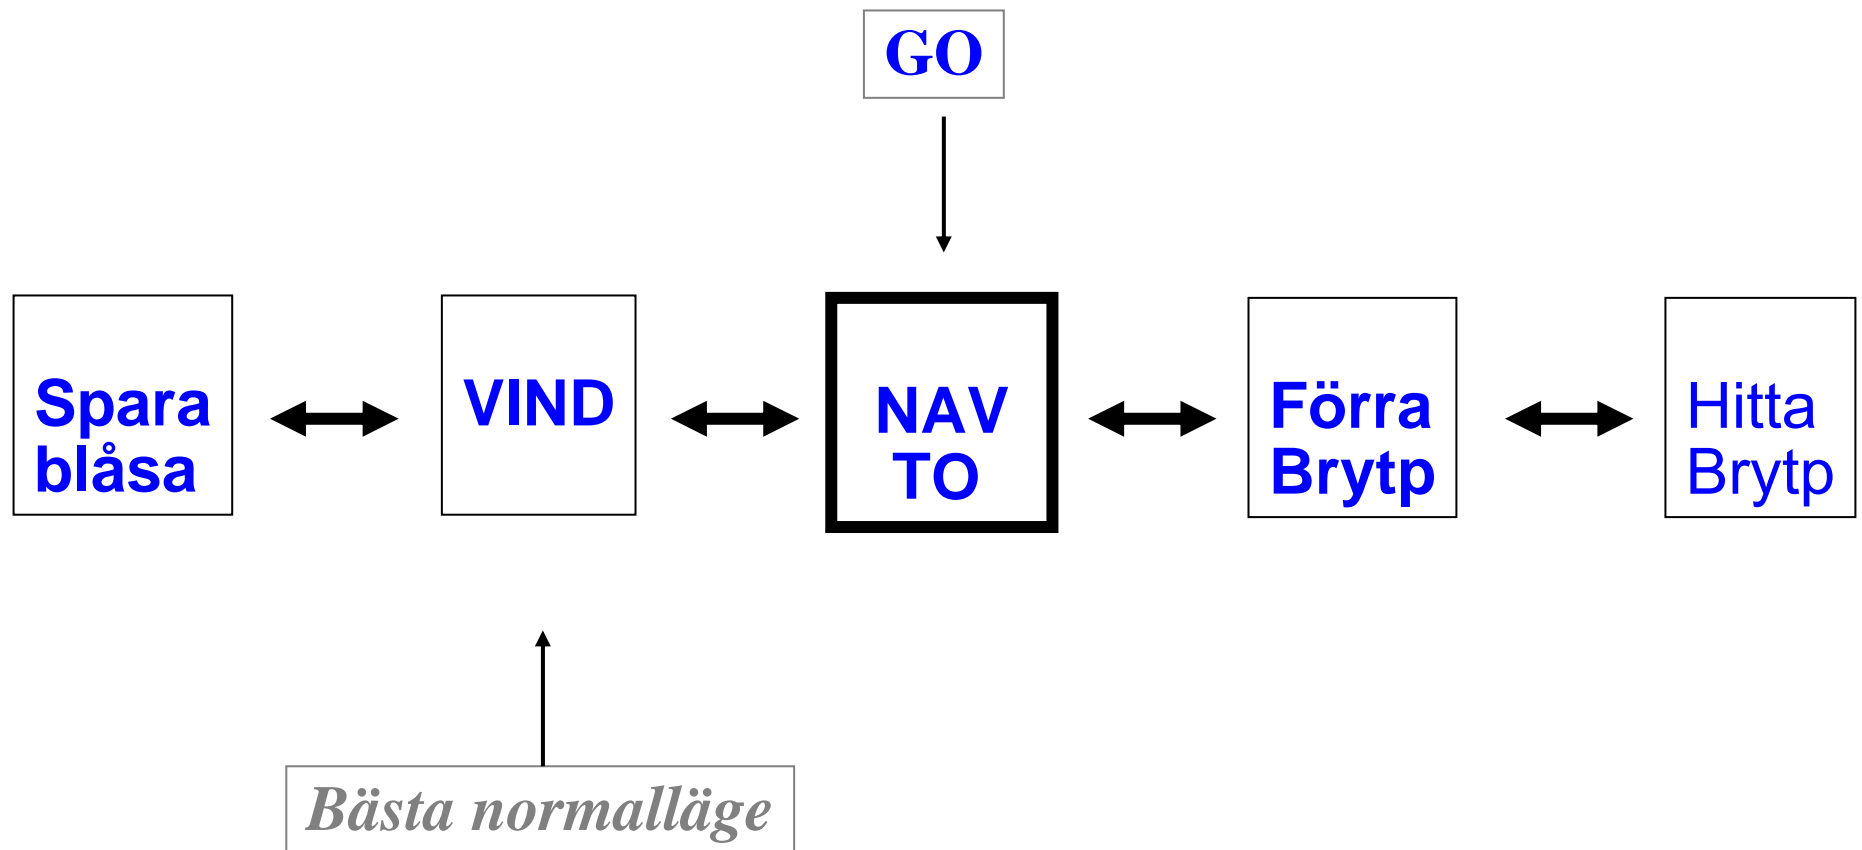 GO
Spara
blåsa
VIND
NAV
TO
Förra
Brytp
Hitta
Brytp
Bästa normalläge